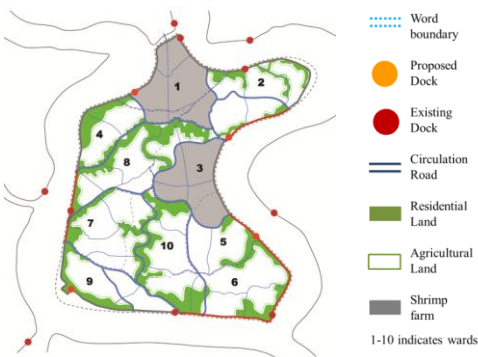 1
2
3
4
8
7
5
10
9
6
Word
boundary
Proposed
Dock
Existing
Dock
Circulation
Road
Residential
Land
Agricultural
Land
Shrimp
farm
1-10 indicates wards